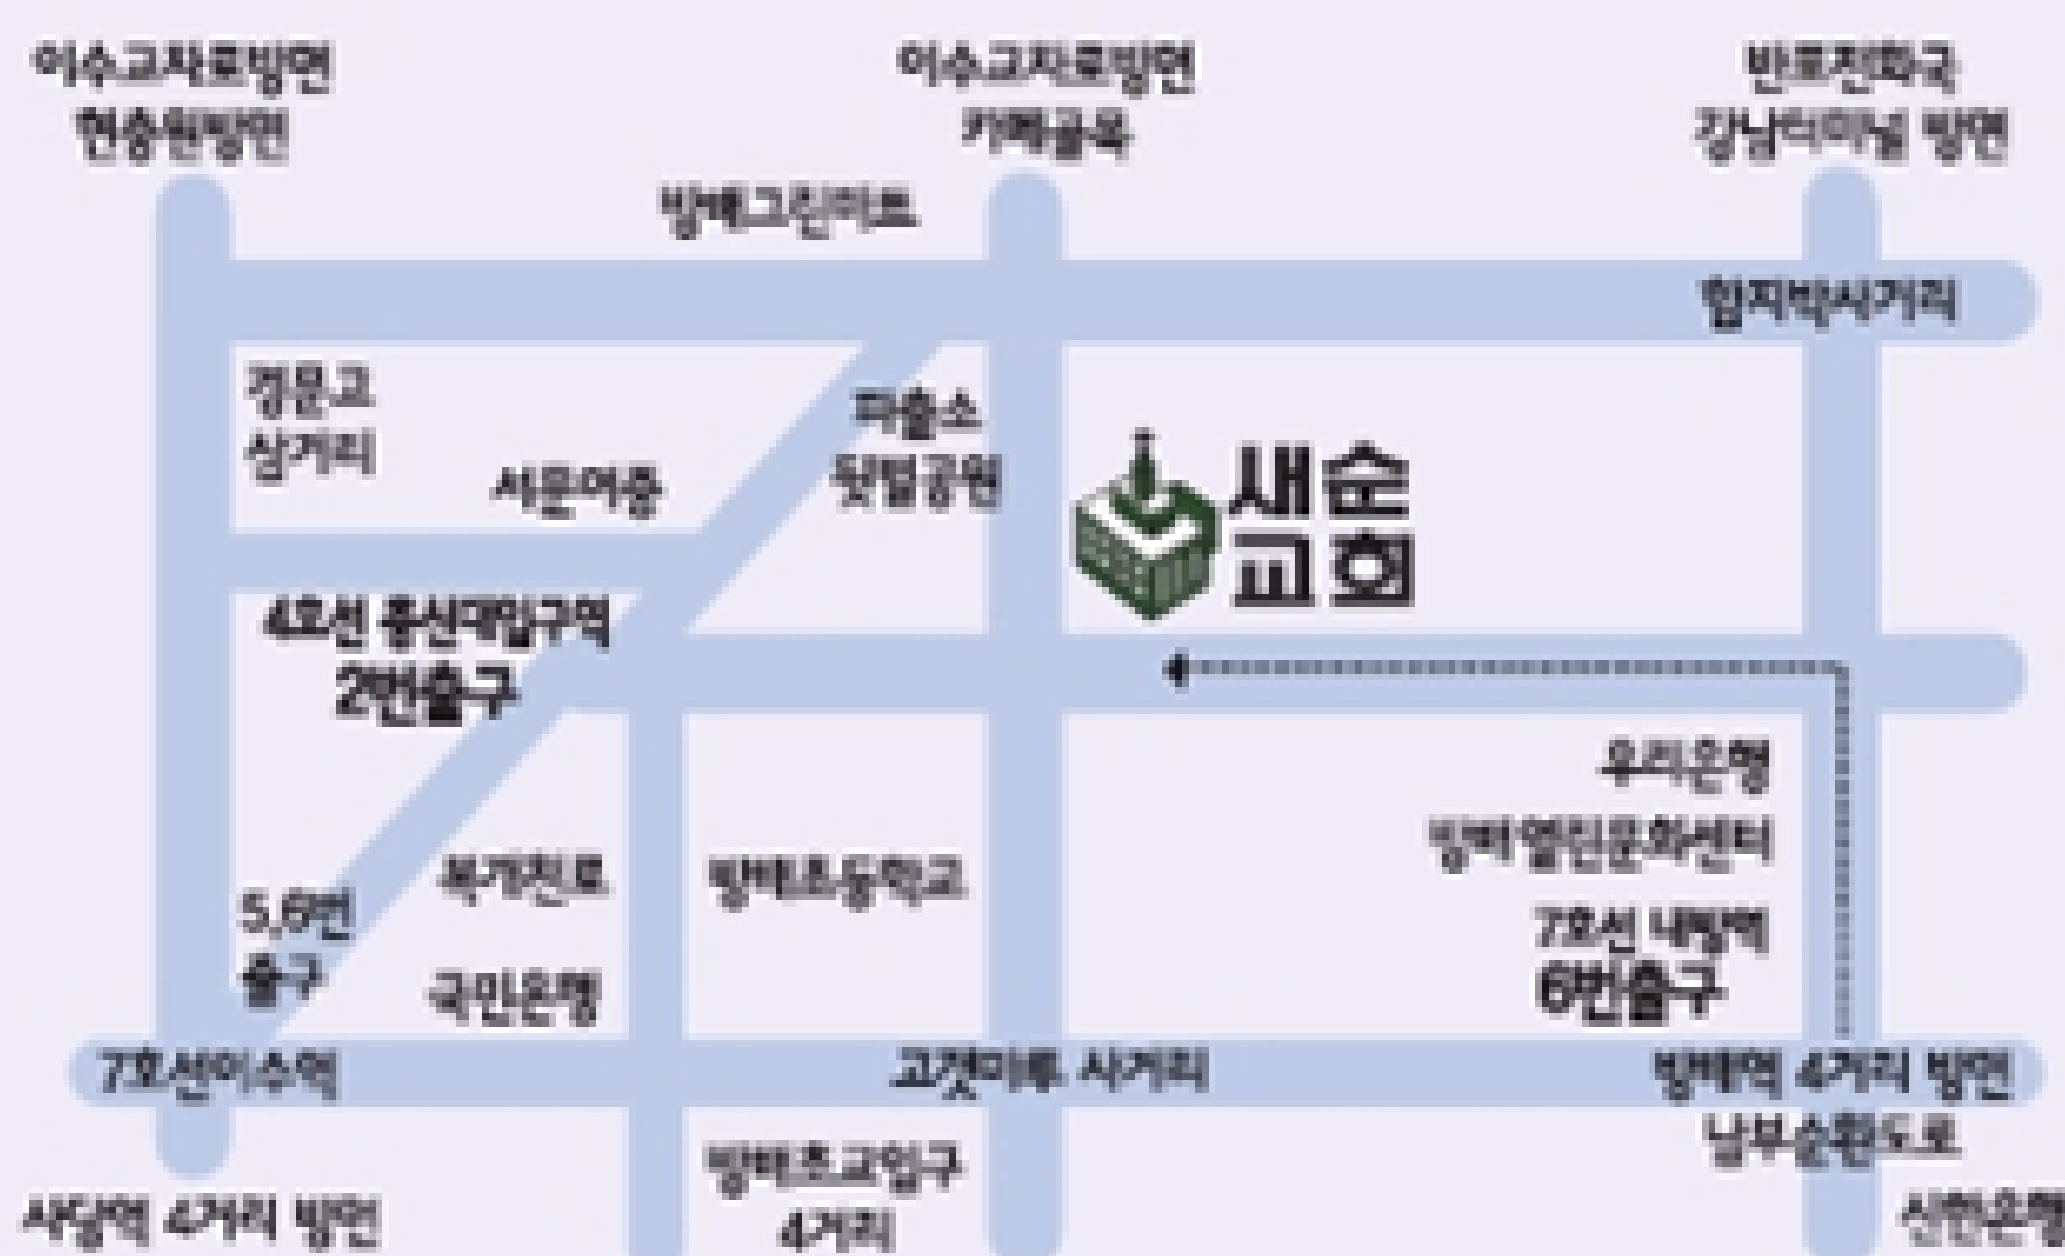 이수교차로방면
현충원방면
이수교차로방면
카페골목
반포전화국
강남터미널 방면
방배그린마트
함지박사거리
경문고
삼거리
파출소
뒷벌공원
서문여중
새순
교회
4호선 총신대입구역
2번출구
우리은행
방배열린문화센터
5,6번
출구
복개천로
방배초등학교
7호선 내방역
6번출구
국민은행
7호선이수역
고갯마루 사거리
방배역 4거리 방면
남부순환도로
방배초교입구
4거리
사당역 4거리 방면
신한은행